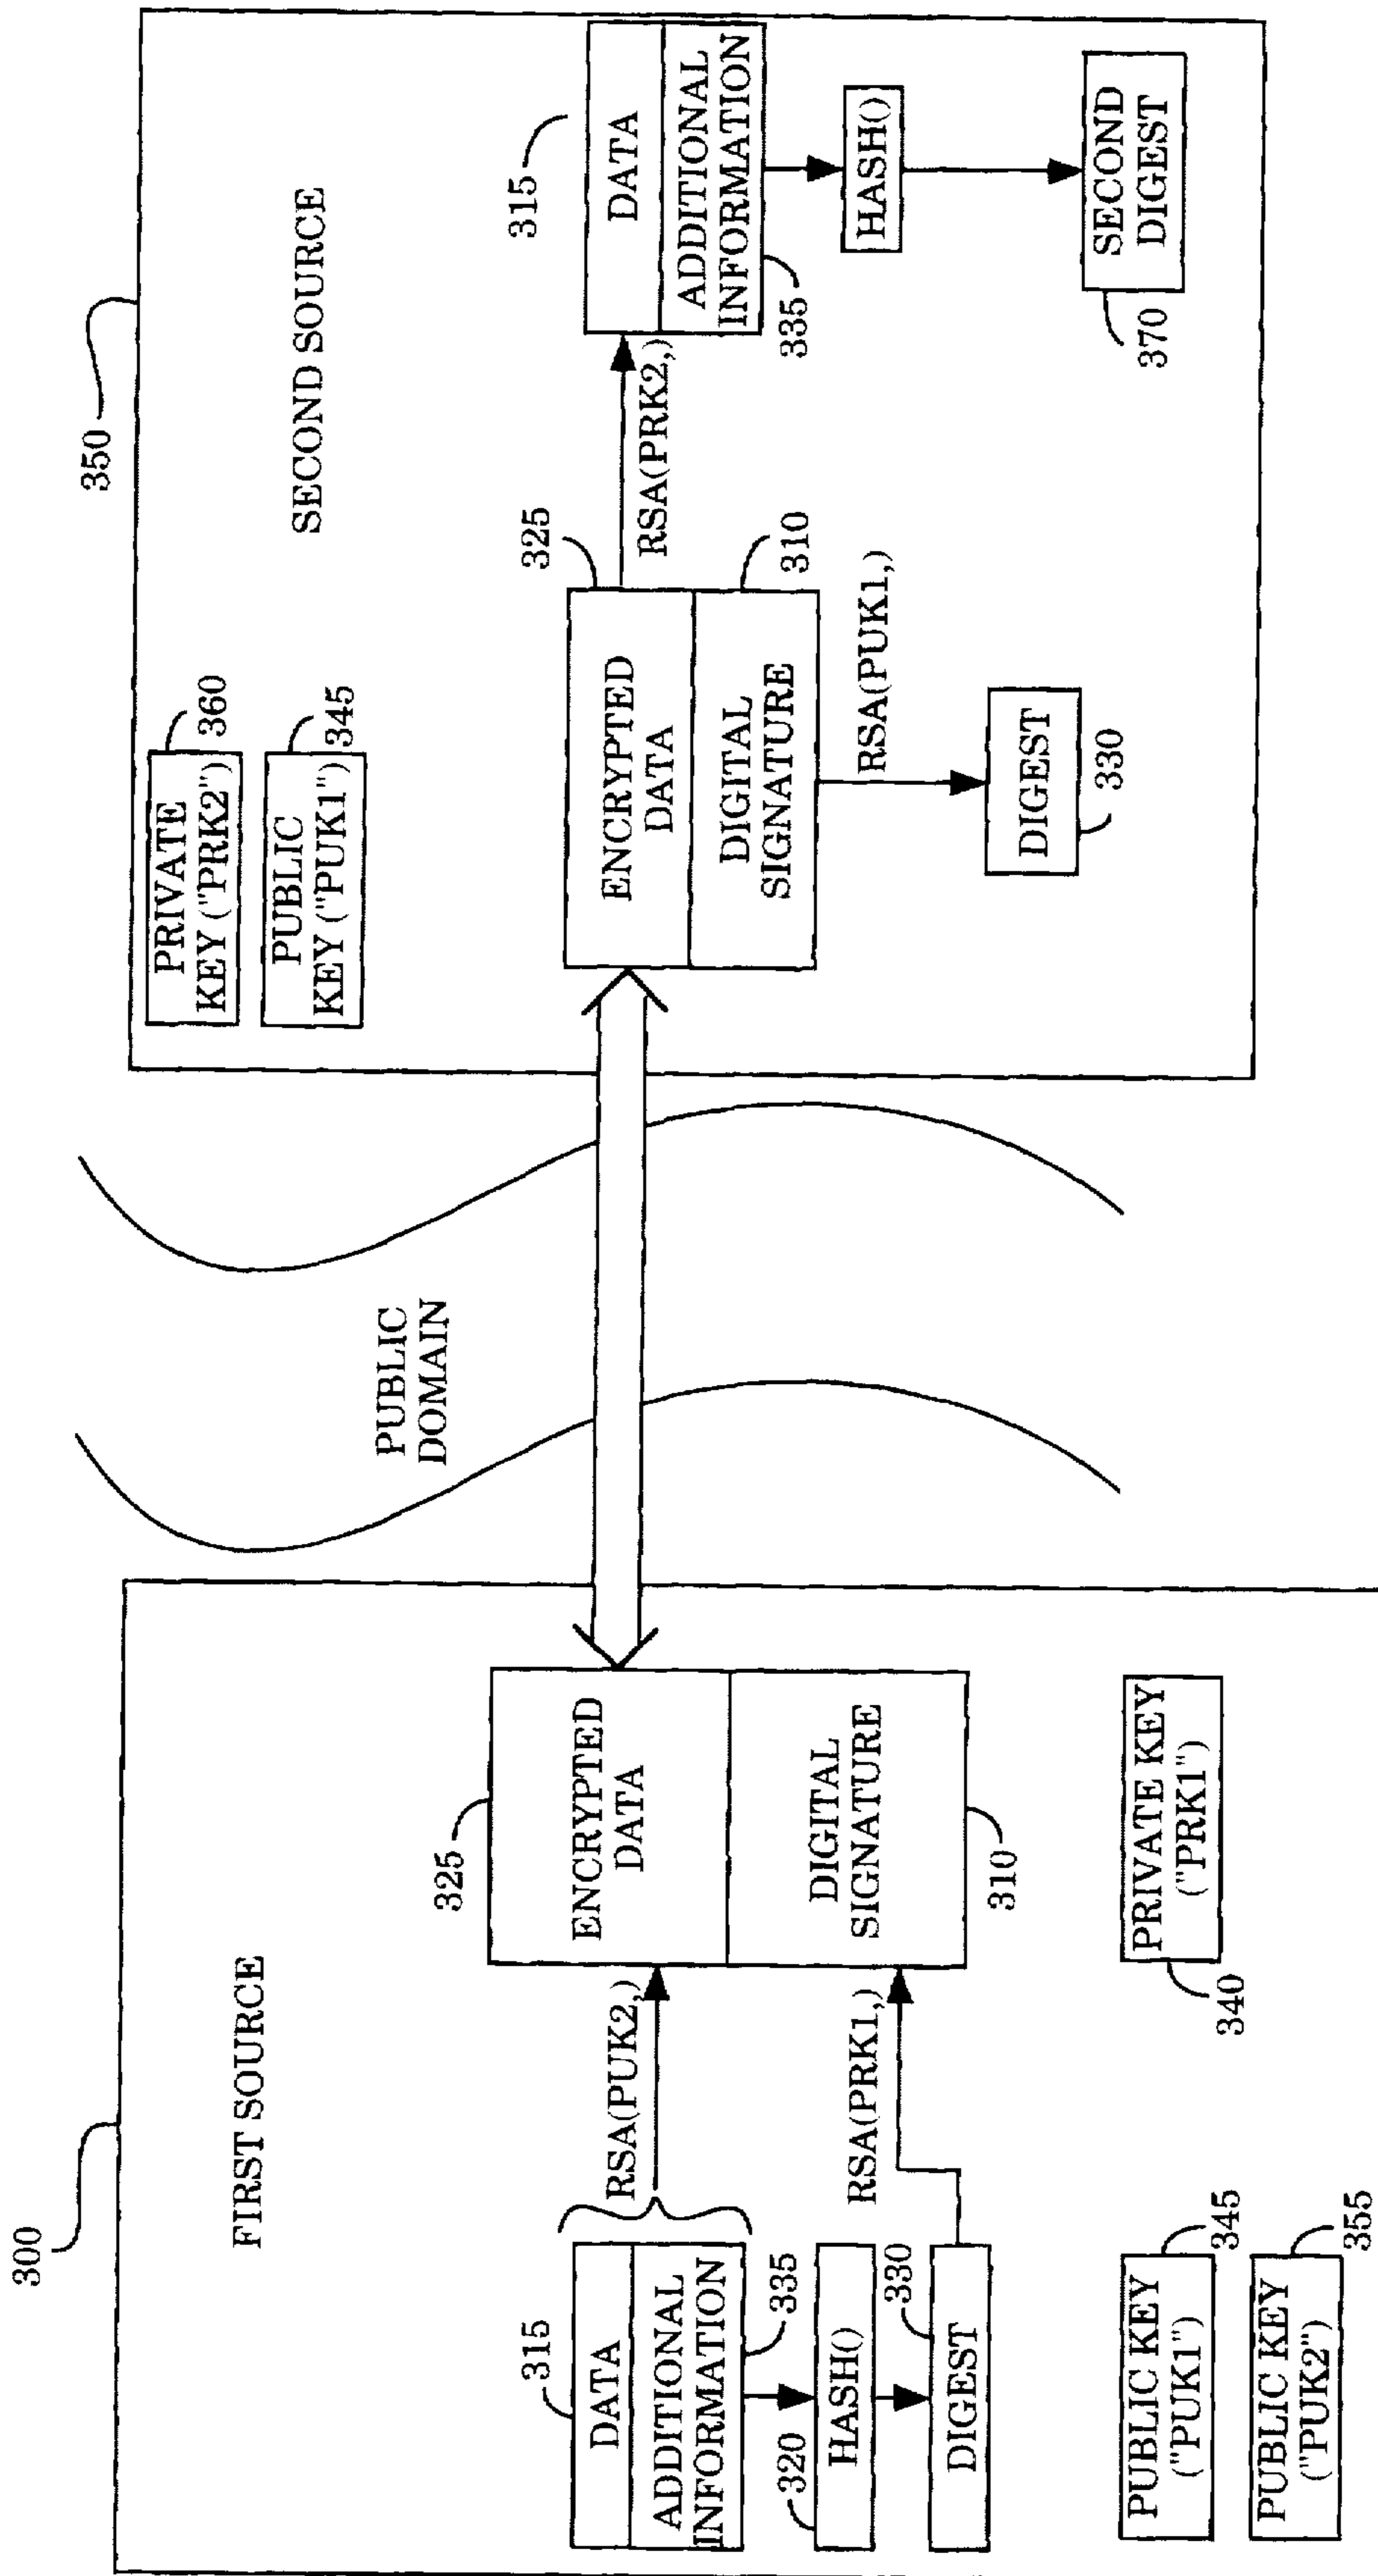 300
FIRST SOURCE
315
DATA
ADDITIONAL
INFORMATION
335
RSA(PUK2,)
320
HASH()
330
DIGEST
RSA(PRK1,)
325
ENCRYPTED
DATA
DIGITAL
SIGNATURE
310
PUBLIC KEY
("PUK1")
345
PUBLIC KEY
("PUK2")
355
PRIVATE KEY
("PRK1")
340
PUBLIC
DOMAIN
350
SECOND SOURCE
PRIVATE
KEY ("PRK2")
360
PUBLIC
KEY ("PUK1")
345
325
ENCRYPTED
DATA
DIGITAL
SIGNATURE
310
RSA(PUK1,)
DIGEST
330
RSA(PRK2,)
315
DATA
ADDITIONAL
INFORMATION
335
HASH()
SECOND
DIGEST
370